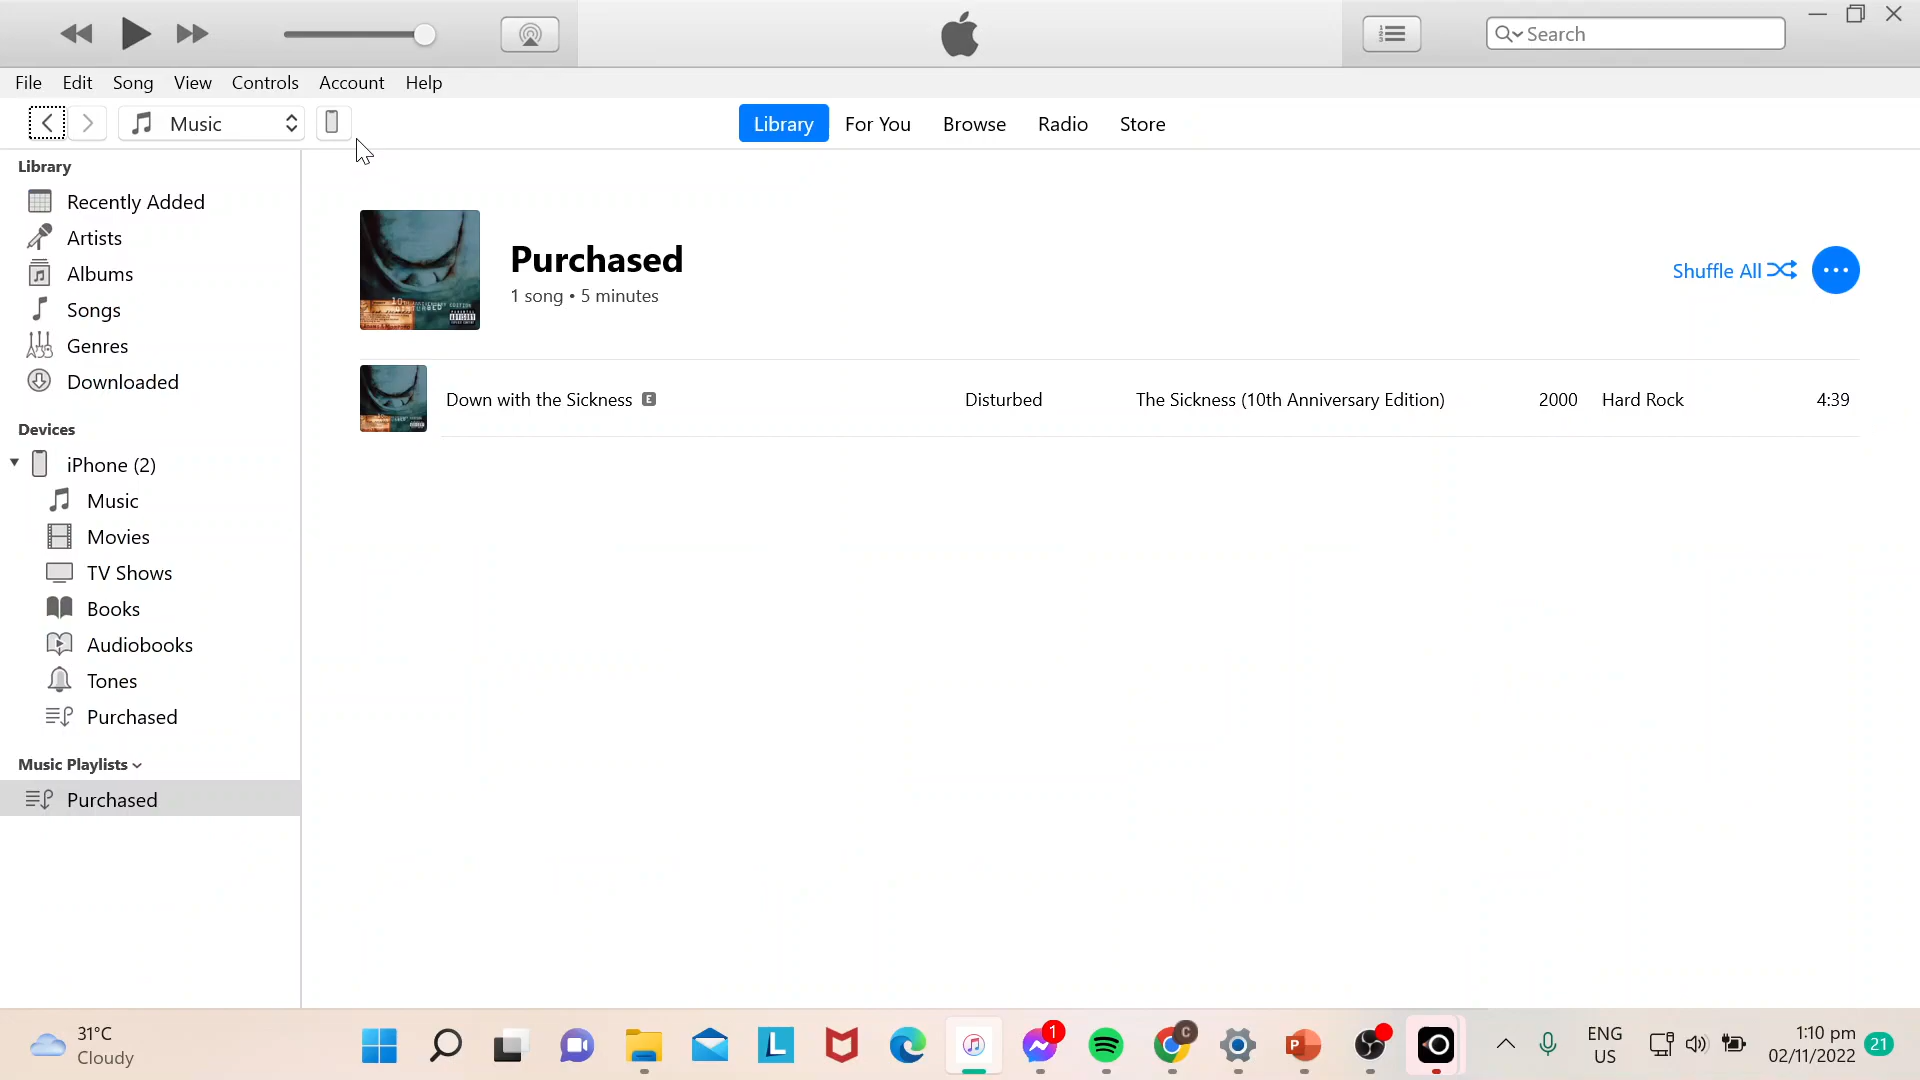 Search
File Edit Song View Controls Account Help
Music
Library For You Browse Radio Store
Library
Recently Added
Artists
Albums
Songs
Genres
Downloaded
Devices
iPhone (2)
Music
Movies
TV Shows
Books
Audiobooks
Tones
Purchased
Music Playlists
Purchased
Purchased
1 song • 5 minutes
Shuffle All
Down with the Sickness E Disturbed The Sickness (10th Anniversary Edition) 2000 Hard Rock 4:39
31°C
Cloudy
L
1
C
P
ENG
US
1:10 pm
02/11/2022
21